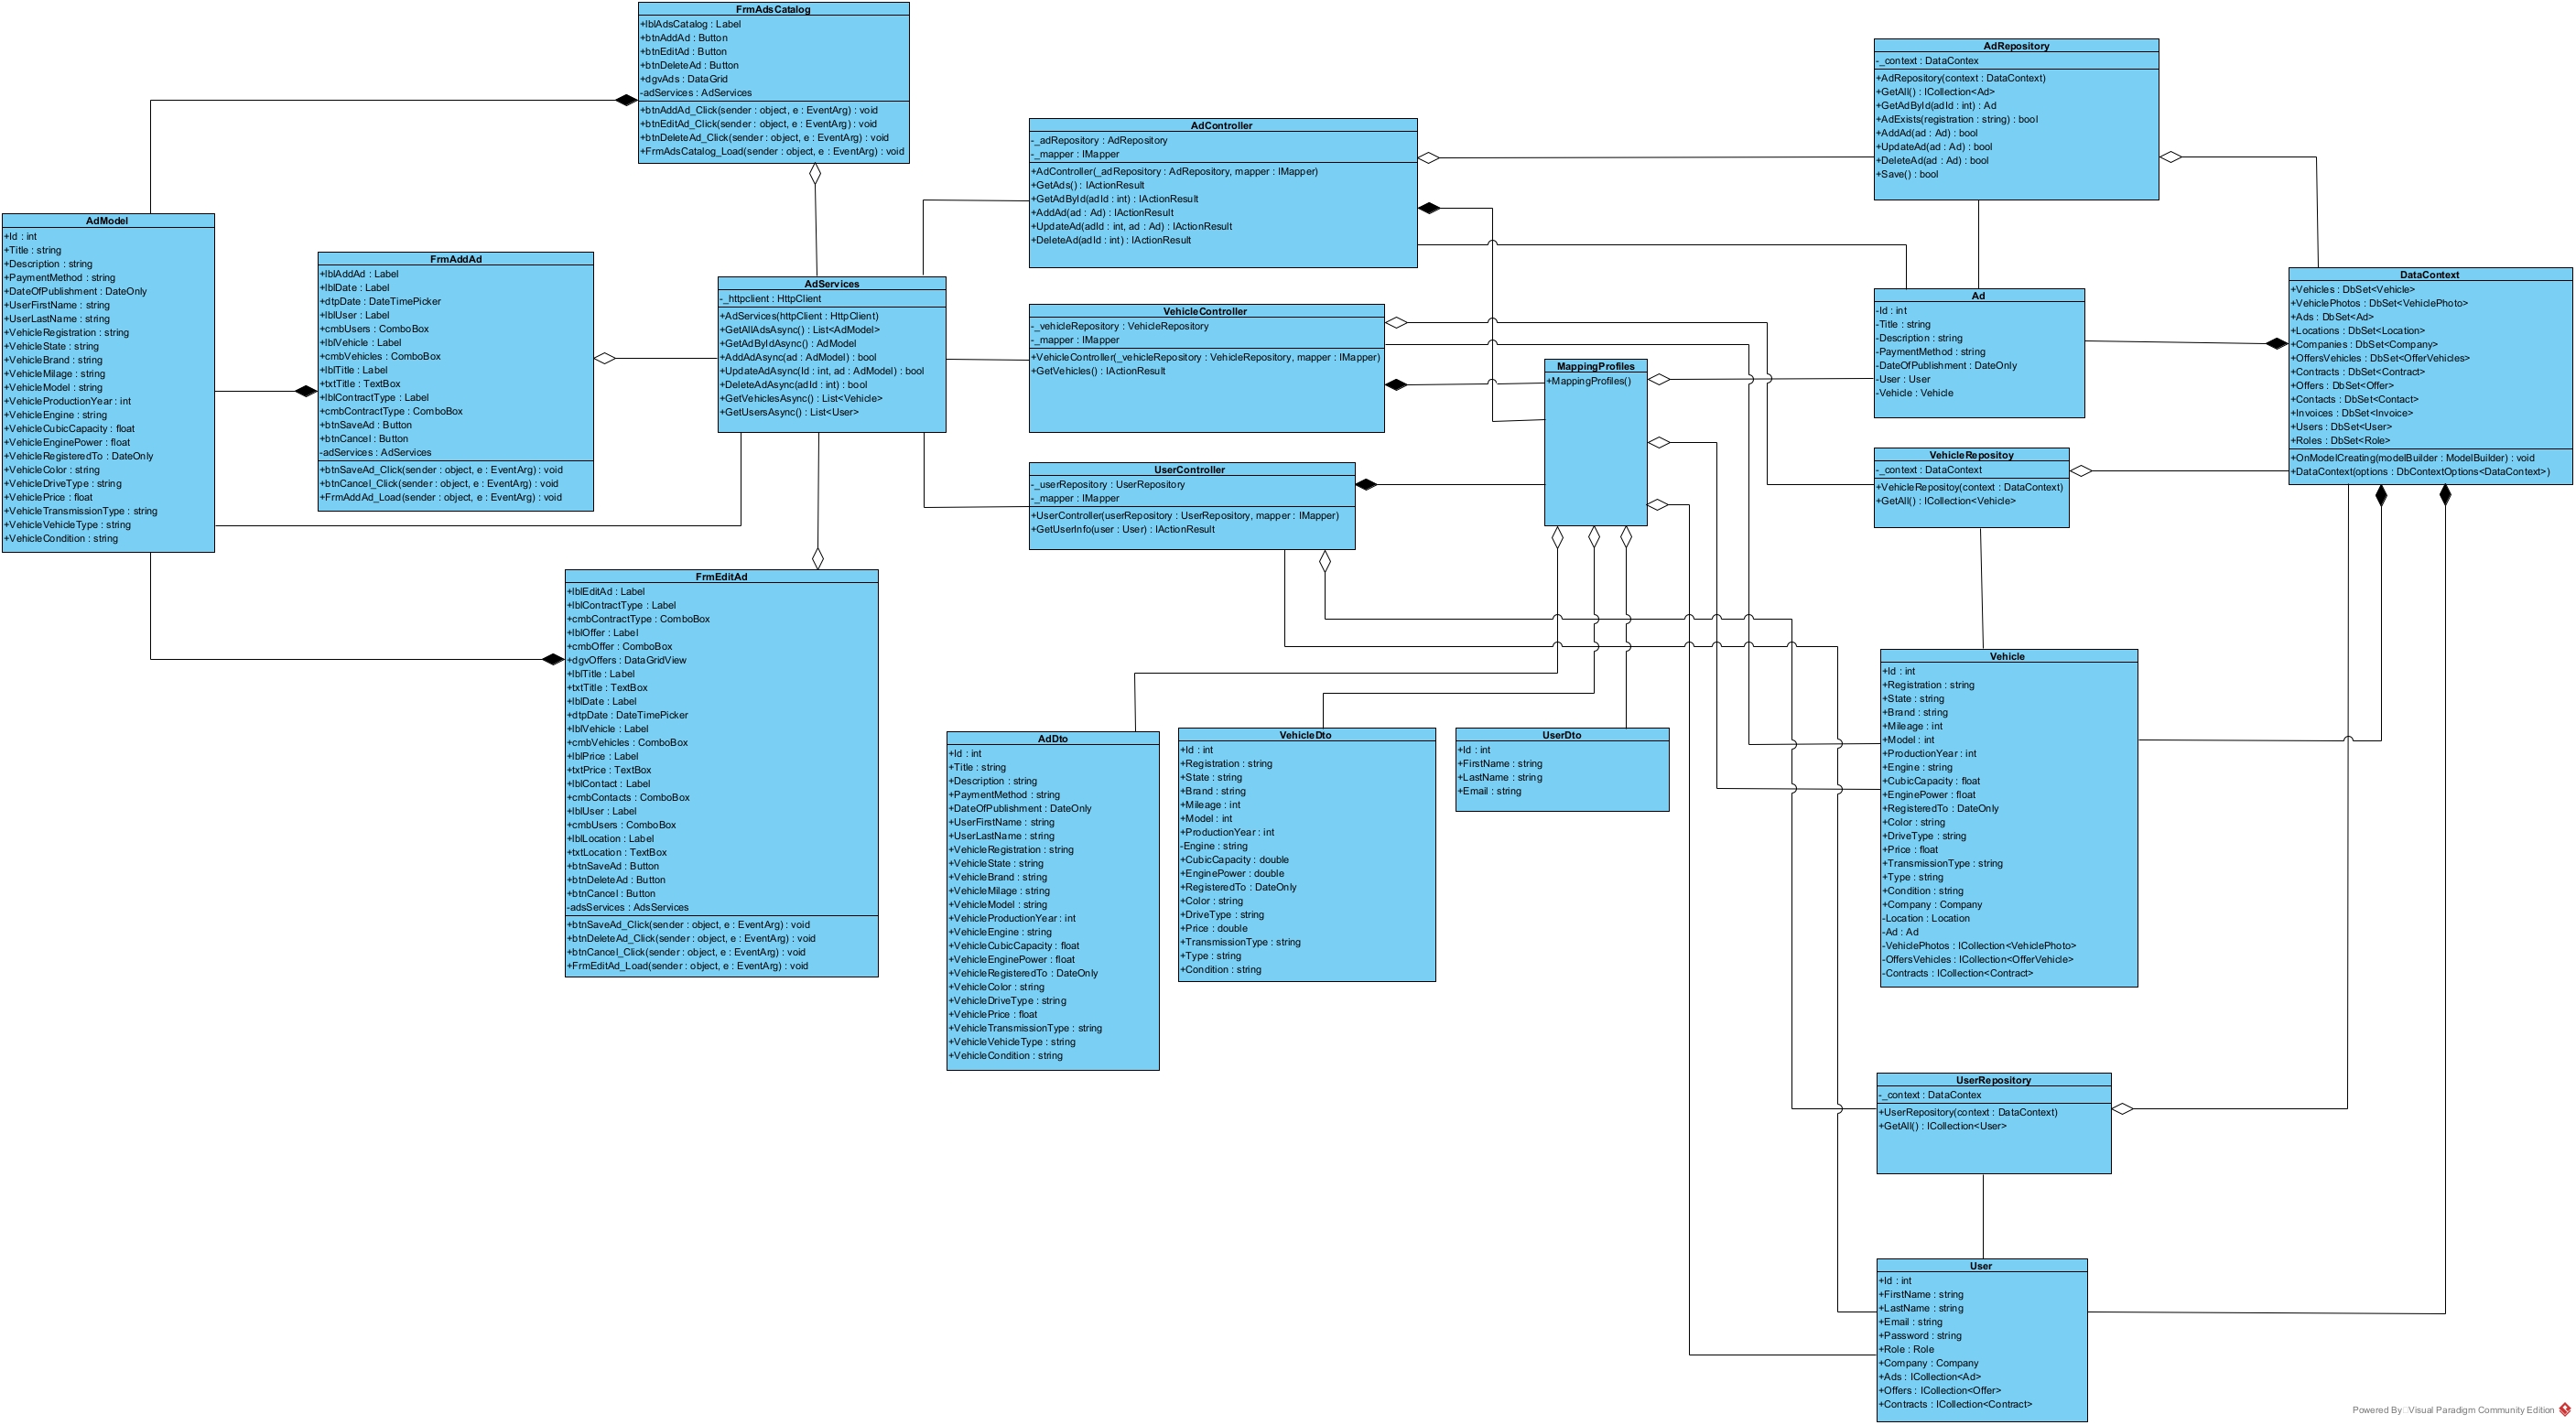 FrmAdsCatalog
+lblAdsCatalog : Label
+btnAddAd : Button
+btnEditAd : Button
+btnDeleteAd : Button
+dgvAds : DataGrid
-adServices : AdServices
+btnAddAd_Click(sender : object, e : EventArg) : void
+btnEditAd_Click(sender : object, e : EventArg) : void
+btnDeleteAd_Click(sender : object, e : EventArg) : void
+FrmAdsCatalog_Load(sender : object, e : EventArg) : void
AdModel
+Id : int
+Title : string
+Description : string
+PaymentMethod : string
+DateOfPublishment : DateOnly
+UserFirstName : string
+UserLastName : string
+VehicleRegistration : string
+VehicleState : string
+VehicleBrand : string
+VehicleMilage : string
+VehicleModel : string
+VehicleProductionYear : int
+VehicleEngine : string
+VehicleCubicCapacity : float
+VehicleEnginePower : float
+VehicleRegisteredTo : DateOnly
+VehicleColor : string
+VehicleDriveType : string
+VehiclePrice : float
+VehicleTransmissionType : string
+VehicleVehicleType : string
+VehicleCondition : string
FrmAddAd
+lblAddAd : Label
+lblDate : Label
+dtpDate : DateTimePicker
+lblUser : Label
+cmbUsers : ComboBox
+lblVehicle : Label
+cmbVehicles : ComboBox
+lblTitle : Label
+txtTitle : TextBox
+lblContractType : Label
+cmbContractType : ComboBox
+btnSaveAd : Button
+btnCancel : Button
-adServices : AdServices
+btnSaveAd_Click(sender : object, e : EventArg) : void
+btnCancel_Click(sender : object, e : EventArg) : void
+FrmAddAd_Load(sender : object, e : EventArg) : void
AdServices
-_httpclient : HttpClient
+AdServices(httpClient : HttpClient)
+GetAllAdsAsync() : List<AdModel>
+GetAdByIdAsync() : AdModel
+AddAdAsync(ad : AdModel) : bool
+UpdateAdAsync(Id : int, ad : AdModel) : bool
+DeleteAdAsync(adId : int) : bool
+GetVehiclesAsync() : List<Vehicle>
+GetUsersAsync() : List<User>
FrmEditAd
+lblEditAd : Label
+lblContractType : Label
+cmbContractType : ComboBox
+lblOffer : Label
+cmbOffer : ComboBox
+dgvOffers : DataGridView
+lblTitle : Label
+txtTitle : TextBox
+lblDate : Label
+dtpDate : DateTimePicker
+lblVehicle : Label
+cmbVehicles : ComboBox
+lblPrice : Label
+txtPrice : TextBox
+lblContact : Label
+cmbContacts : ComboBox
+lblUser : Label
+cmbUsers : ComboBox
+lblLocation : Label
+txtLocation : TextBox
+btnSaveAd : Button
+btnDeleteAd : Button
+btnCancel : Button
-adsServices : AdsServices
+btnSaveAd_Click(sender : object, e : EventArg) : void
+btnDeleteAd_Click(sender : object, e : EventArg) : void
+btnCancel_Click(sender : object, e : EventArg) : void
+FrmEditAd_Load(sender : object, e : EventArg) : void
AdController
-_adRepository : AdRepository
-_mapper : IMapper
+AdController(_adRepository : AdRepository, mapper : IMapper)
+GetAds() : IActionResult
+GetAdById(adId : int) : IActionResult
+AddAd(ad : Ad) : IActionResult
+UpdateAd(adId : int, ad : Ad) : IActionResult
+DeleteAd(adId : int) : IActionResult
VehicleController
-_vehicleRepository : VehicleRepository
-_mapper : IMapper
+VehicleController(_vehicleRepository : VehicleRepository, mapper : IMapper)
+GetVehicles() : IActionResult
UserController
-_userRepository : UserRepository
-_mapper : IMapper
+UserController(userRepository : UserRepository, mapper : IMapper)
+GetUserInfo(user : User) : IActionResult
MappingProfiles
+MappingProfiles()
AdDto
+Id : int
+Title : string
+Description : string
+PaymentMethod : string
+DateOfPublishment : DateOnly
+UserFirstName : string
+UserLastName : string
+VehicleRegistration : string
+VehicleState : string
+VehicleBrand : string
+VehicleMilage : string
+VehicleModel : string
+VehicleProductionYear : int
+VehicleEngine : string
+VehicleCubicCapacity : float
+VehicleEnginePower : float
+VehicleRegisteredTo : DateOnly
+VehicleColor : string
+VehicleDriveType : string
+VehiclePrice : float
+VehicleTransmissionType : string
+VehicleVehicleType : string
+VehicleCondition : string
VehicleDto
+Id : int
+Registration : string
+State : string
+Brand : string
+Mileage : int
+Model : int
+ProductionYear : int
-Engine : string
+CubicCapacity : double
+EnginePower : double
+RegisteredTo : DateOnly
+Color : string
+DriveType : string
+Price : double
+TransmissionType : string
+Type : string
+Condition : string
UserDto
+Id : int
+FirstName : string
+LastName : string
+Email : string
AdRepository
-_context : DataContex
+AdRepository(context : DataContext)
+GetAll() : ICollection<Ad>
+GetAdById(adId : int) : Ad
+AdExists(registration : string) : bool
+AddAd(ad : Ad) : bool
+UpdateAd(ad : Ad) : bool
+DeleteAd(ad : Ad) : bool
+Save() : bool
Ad
-Id : int
-Title : string
-Description : string
-PaymentMethod : string
-DateOfPublishment : DateOnly
-User : User
-Vehicle : Vehicle
DataContext
+Vehicles : DbSet<Vehicle>
+VehiclePhotos : DbSet<VehiclePhoto>
+Ads : DbSet<Ad>
+Locations : DbSet<Location>
+Companies : DbSet<Company>
+OffersVehicles : DbSet<OfferVehicles>
+Contracts : DbSet<Contract>
+Offers : DbSet<Offer>
+Contacts : DbSet<Contact>
+Invoices : DbSet<Invoice>
+Users : DbSet<User>
+Roles : DbSet<Role>
+OnModelCreating(modelBuilder : ModelBuilder) : void
+DataContext(options : DbContextOptions<DataContext>)
VehicleRepositoy
-_context : DataContext
+VehicleRepositoy(context : DataContext)
+GetAll() : ICollection<Vehicle>
Vehicle
+Id : int
+Registration : string
+State : string
+Brand : string
+Mileage : int
+Model : int
+ProductionYear : int
+Engine : string
+CubicCapacity : float
+EnginePower : float
+RegisteredTo : DateOnly
+Color : string
+DriveType : string
+Price : float
+TransmissionType : string
+Type : string
+Condition : string
+Company : Company
-Location : Location
-Ad : Ad
-VehiclePhotos : ICollection<VehiclePhoto>
-OffersVehicles : ICollection<OfferVehicle>
-Contracts : ICollection<Contract>
UserRepository
-_context : DataContex
+UserRepository(context : DataContext)
+GetAll() : ICollection<User>
User
+Id : int
+FirstName : string
+LastName : string
+Email : string
+Password : string
+Role : Role
+Company : Company
+Ads : ICollection<Ad>
+Offers : ICollection<Offer>
+Contracts : ICollection<Contract>
Powered By Visual Paradigm Community Edition